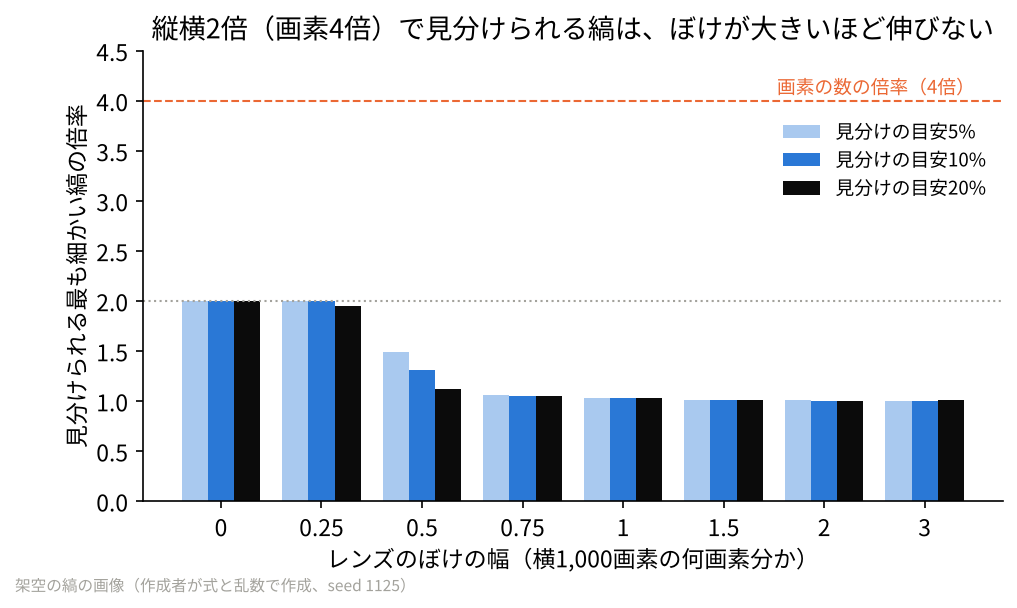 縦横2倍（画素4倍）で見分けられる縞は、ぼけが大きいほど伸びない
見分けられる最も細かい縞の倍率
4.5
4.0
3.5
3.0
2.5
2.0
1.5
1.0
0.5
0.0
画素の数の倍率（4倍）
見分けの目安5%
見分けの目安10%
見分けの目安20%
0
0.25
0.5
0.75
1
1.5
2
3
レンズのぼけの幅（横1,000画素の何画素分か）
架空の縞の画像（作成者が式と乱数で作成、seed 1125）